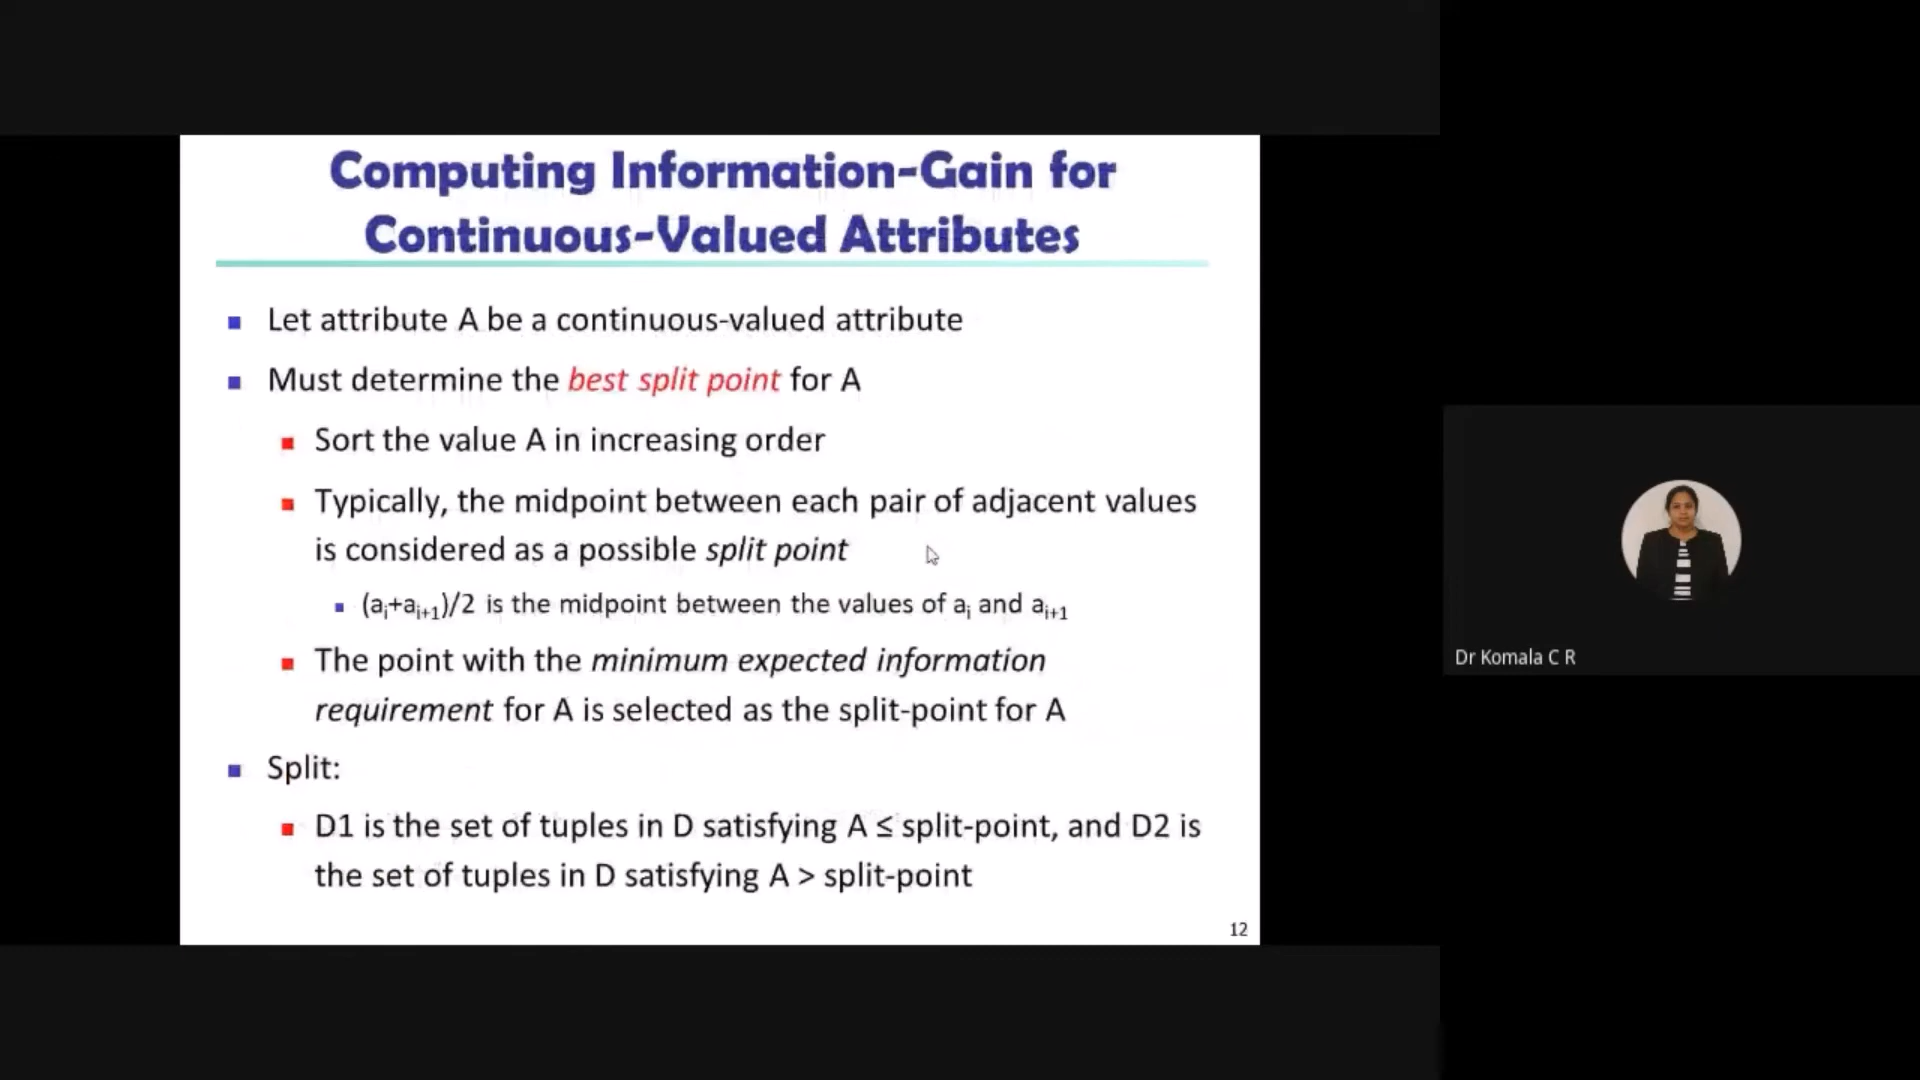 Computing Information-Gain for
Continuous-Valued Attributes
Let attribute A be a continuous-valued attribute
Must determine the best split point for A
Sort the value A in increasing order
Typically, the midpoint between each pair of adjacent values
is considered as a possible split point
(ai+ai+1)/2 is the midpoint between the values of ai and ai+1
The point with the minimum expected information
requirement for A is selected as the split-point for A
Split:
D1 is the set of tuples in D satisfying A ≤ split-point, and D2 is
the set of tuples in D satisfying A > split-point
12
Dr Komala C R